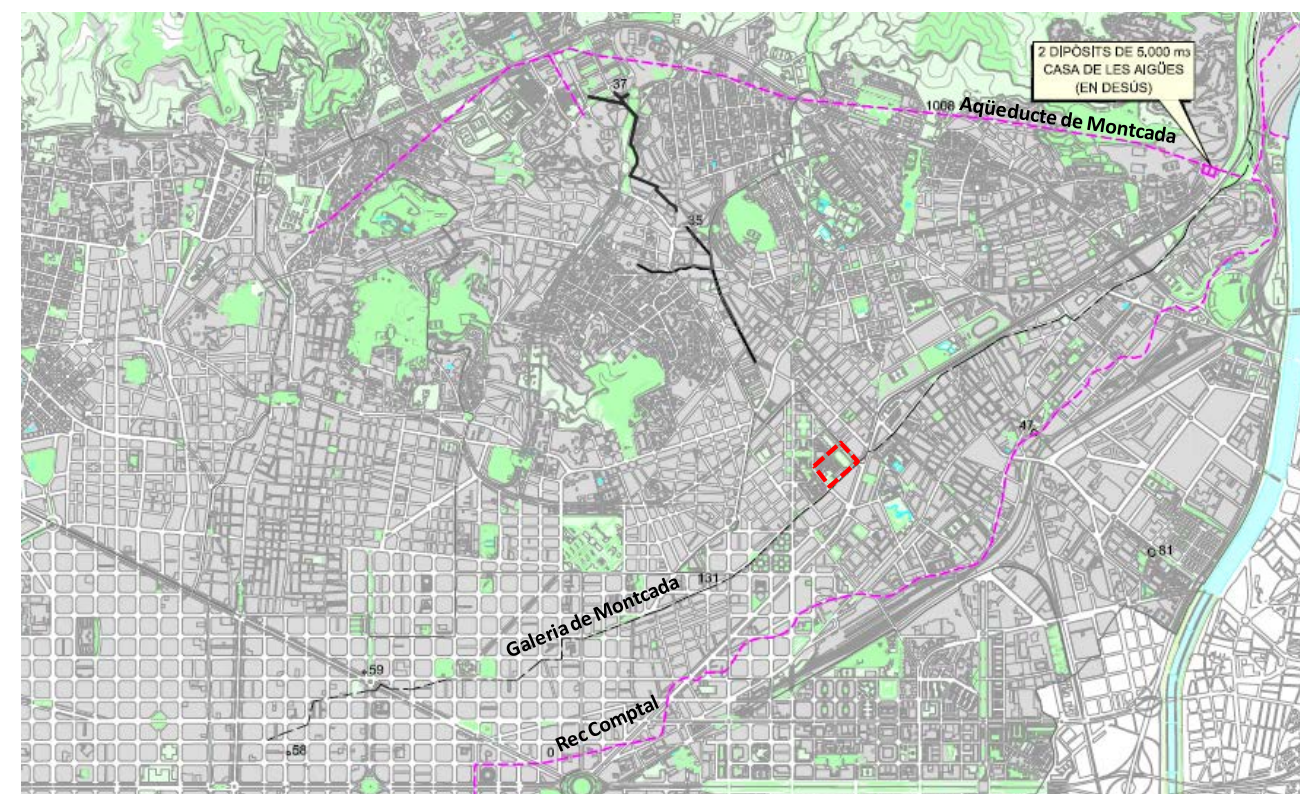 2 DIPÒSITS DE 5,000 m3
CASA DE LES AIGÜES
(EN DESÚS)
37
1008
Aqüeducte de Montcada
35
47
81
131
Galeria de Montcada
59
58
0
Rec Comptal